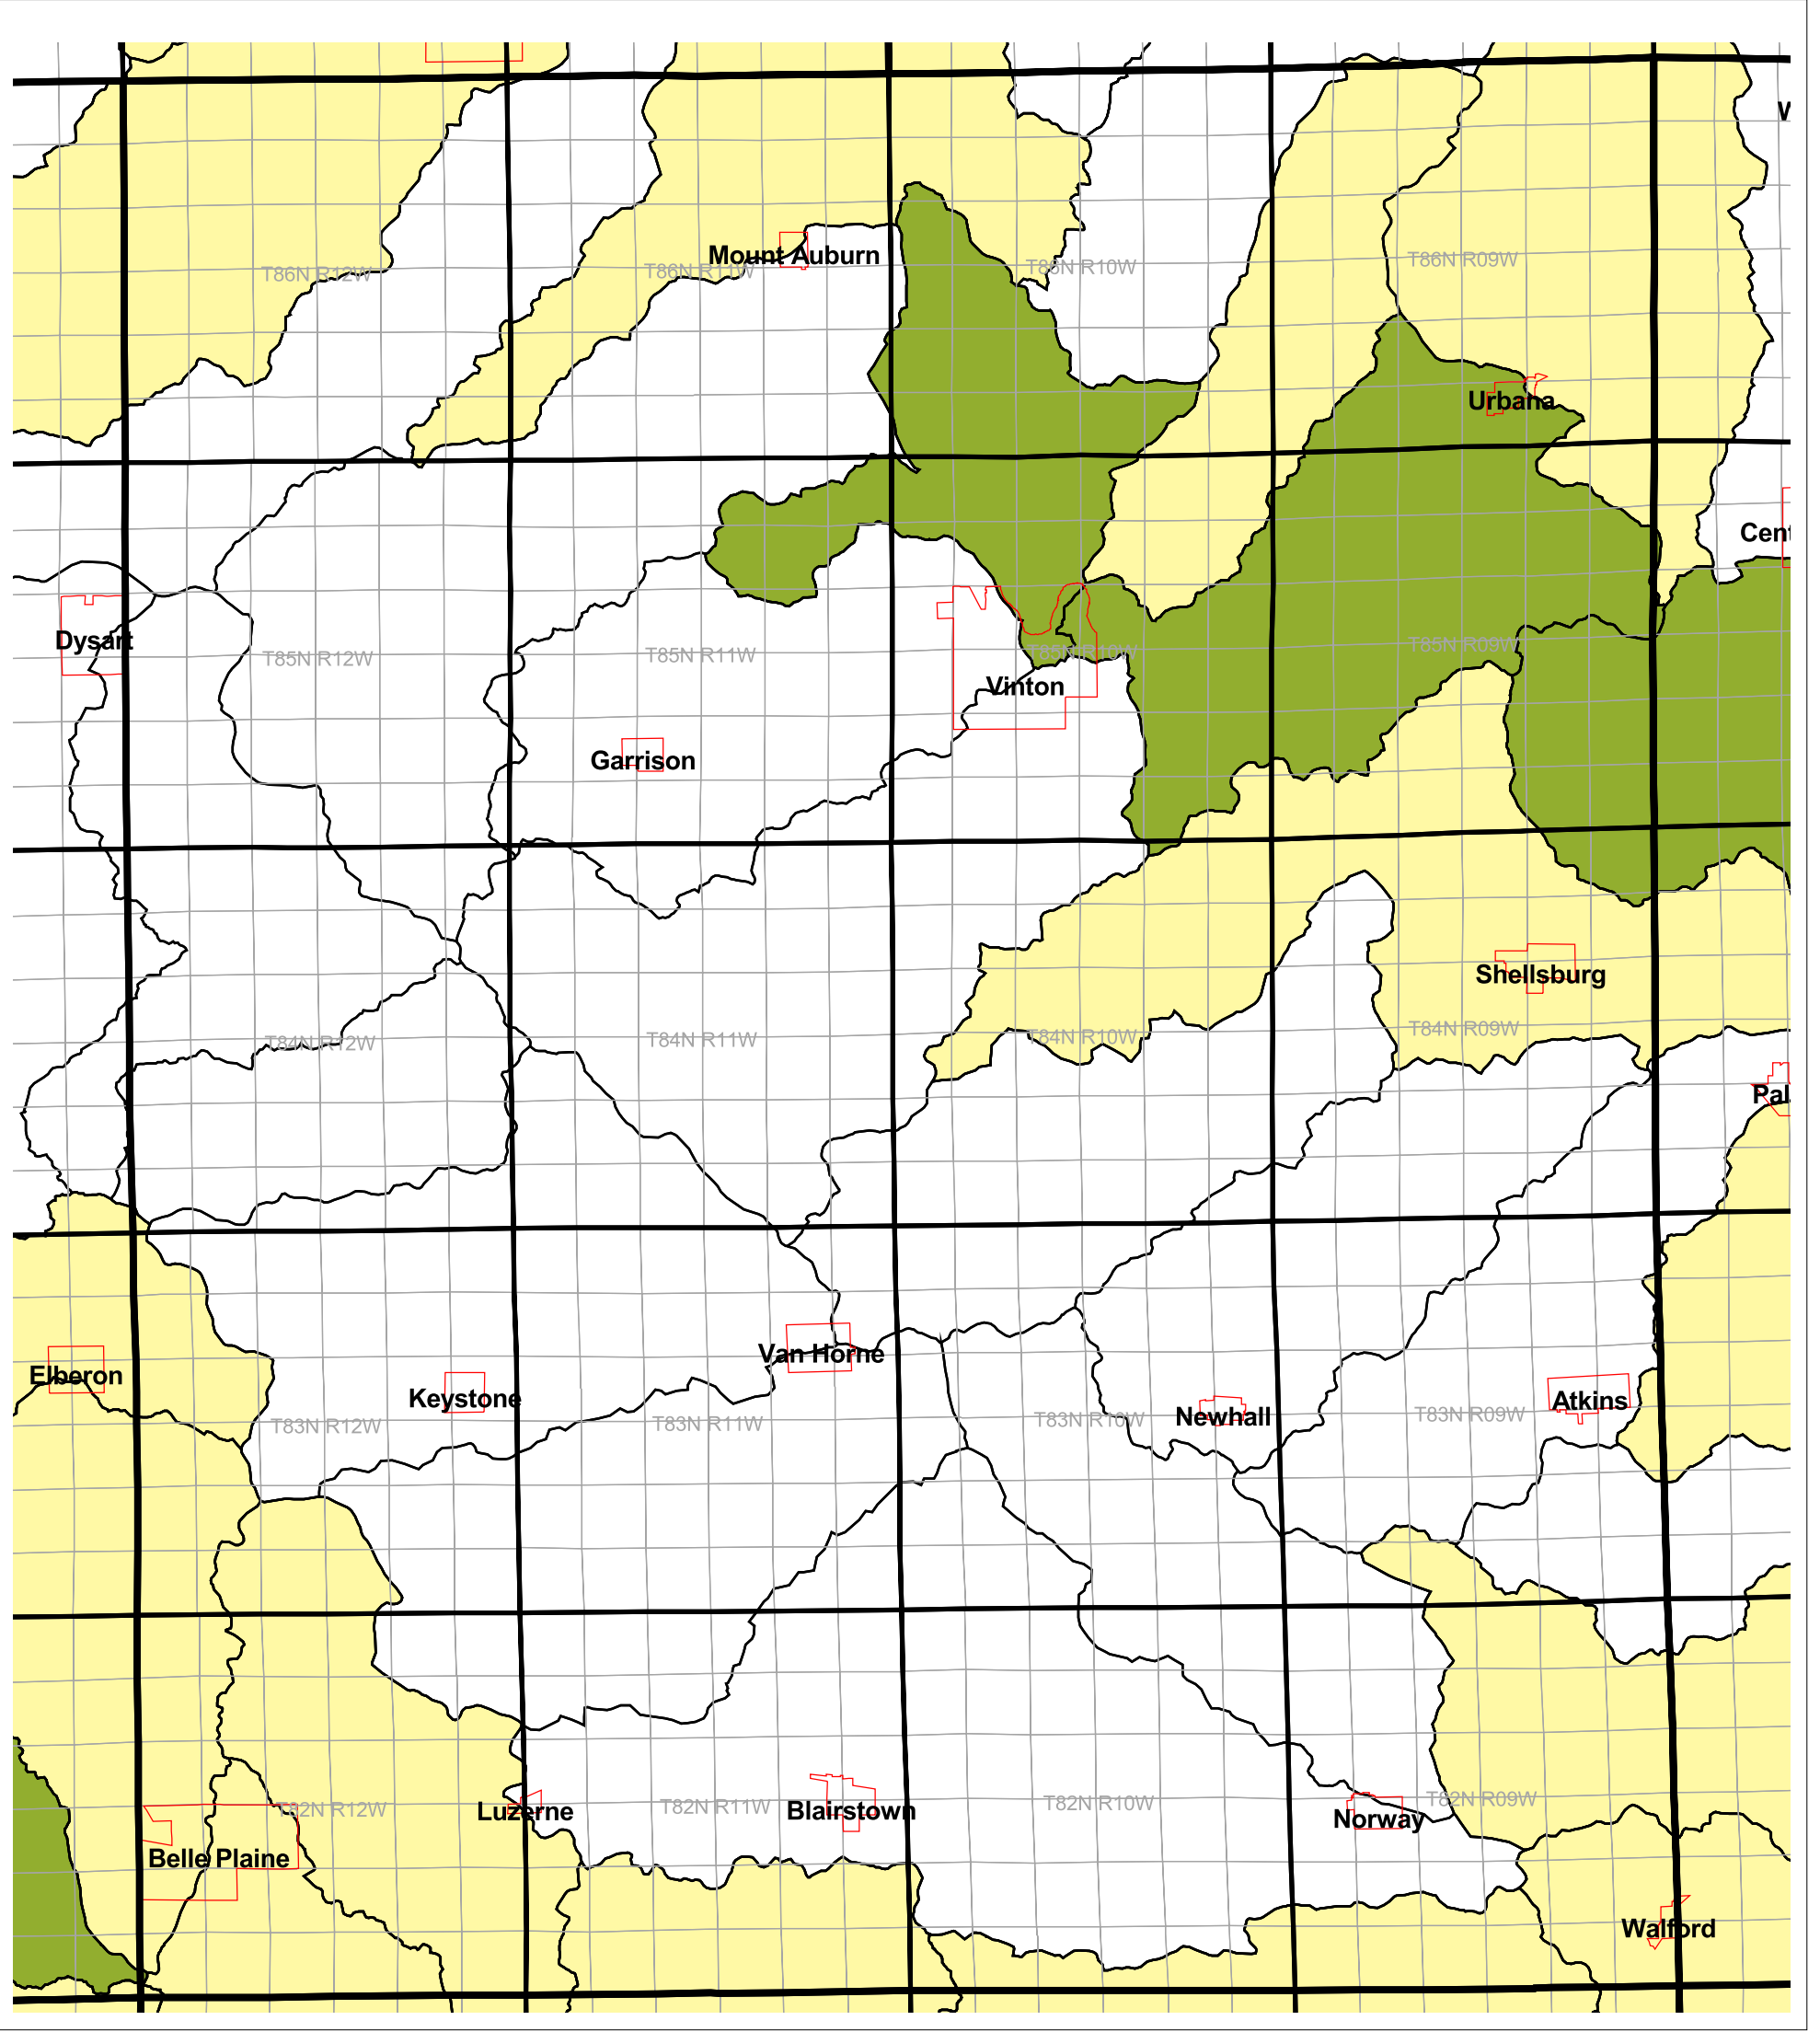 W
Mount Auburn
T86N R12W
T86N R11W
T86N R10W
T86N R09W
Urbana
Cent
Dysart
T85N R12W
T85N R11W
T85N R10W
T85N R09W
Vinton
Garrison
Shellsburg
T84N R12W
T84N R11W
T84N R10W
T84N R09W
Pal
Van Horne
Elberon
Keystone
Newhall
Atkins
T83N R12W
T83N R11W
T83N R10W
T83N R09W
Luzerne
Blairstown
Norway
T82N R12W
T82N R11W
T82N R10W
T82N R09W
Belle Plaine
Walford